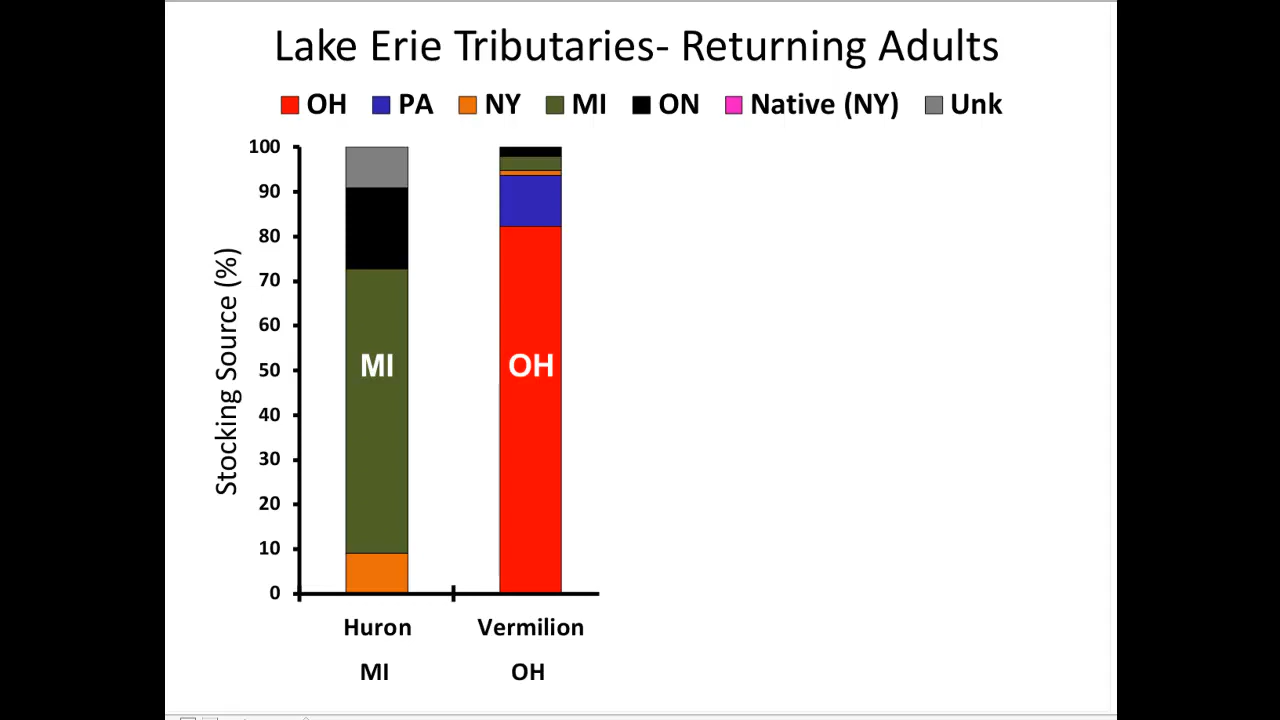 Lake Erie Tributaries- Returning Adults
OH PA NY MI ON Native (NY) Unk
100
90
80
70
60
50
40
30
20
10
0
Stocking Source (%)
MI OH
Huron Vermilion
MI OH